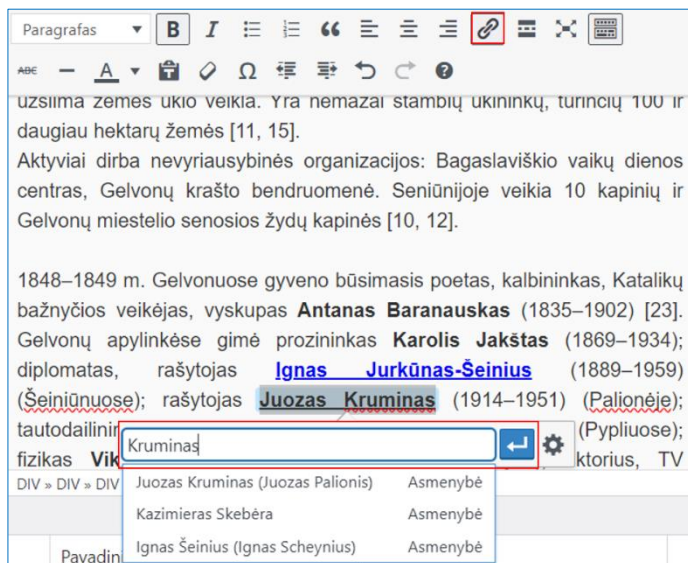 Paragrafas B I
ABC A Ω
užsiima žemės ūkio veikla. Yra nemažai stambių ūkininkų, turinčių 100 ir
daugiau hektarų žemės [11, 15].
Aktyviai dirba nevyriausybinės organizacijos: Bagaslaviškio vaikų dienos
centras, Gelvonų krašto bendruomenė. Seniūnijoje veikia 10 kapinių ir
Gelvonų miestelio senosios žydų kapinės [10, 12].
1848–1849 m. Gelvonuose gyveno būsimasis poetas, kalbininkas, Katalikų
bažnyčios veikėjas, vyskupas Antanas Baranauskas (1835–1902) [23].
Gelvonų apylinkėse gimė prozininkas Karolis Jakštas (1869–1934);
diplomatas, rašytojas Ignas Jurkūnas-Šeinius (1889–1959)
(Šeiniūnuose); rašytojas Juozas Kruminas (1914–1951) (Palionėje);
tautodailinin (Pypliuose);
Kruminas
fizikas Vik ktorius, TV
DIV » DIV » DIV
Juozas Kruminas (Juozas Palionis) Asmenybė
Kazimieras Skebėra Asmenybė
Ignas Šeinius (Ignas Scheynius) Asmenybė
Pavadini